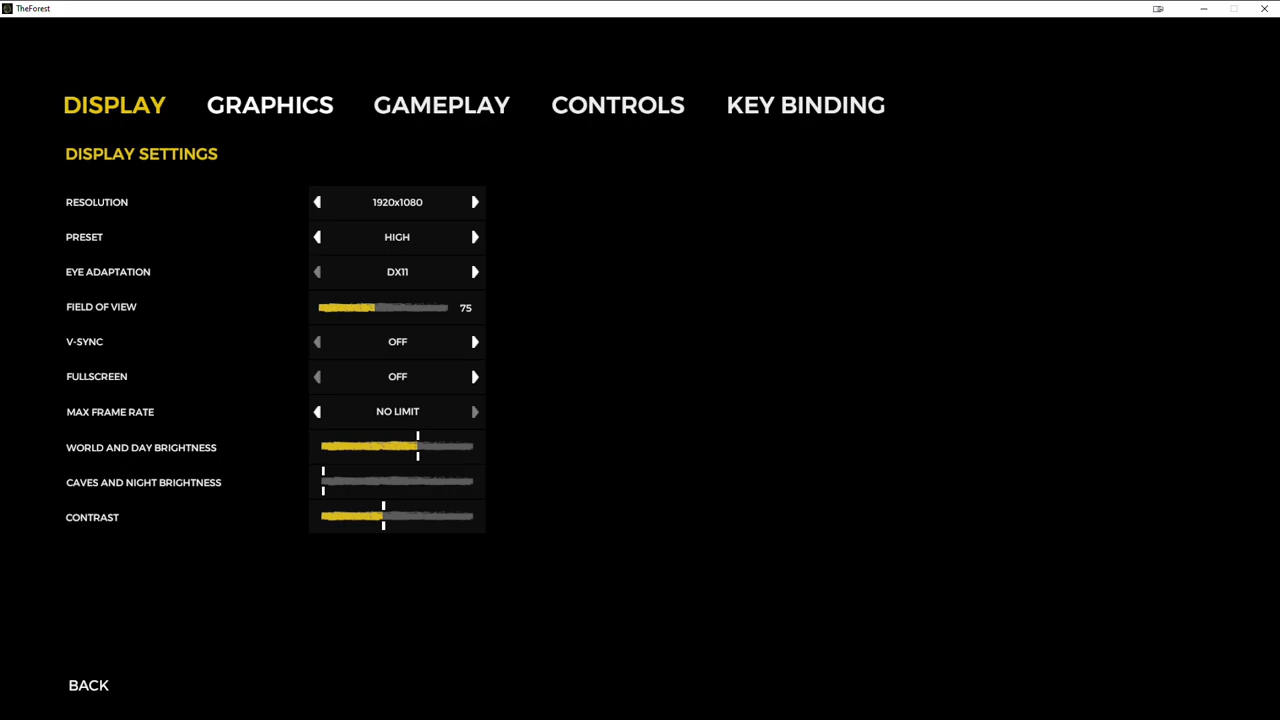 TheForest
DISPLAY GRAPHICS GAMEPLAY CONTROLS KEY BINDING
DISPLAY SETTINGS
RESOLUTION 1920x1080
PRESET HIGH
EYE ADAPTATION DX11
FIELD OF VIEW 75
V-SYNC OFF
FULLSCREEN OFF
MAX FRAME RATE NO LIMIT
WORLD AND DAY BRIGHTNESS
CAVES AND NIGHT BRIGHTNESS
CONTRAST
BACK